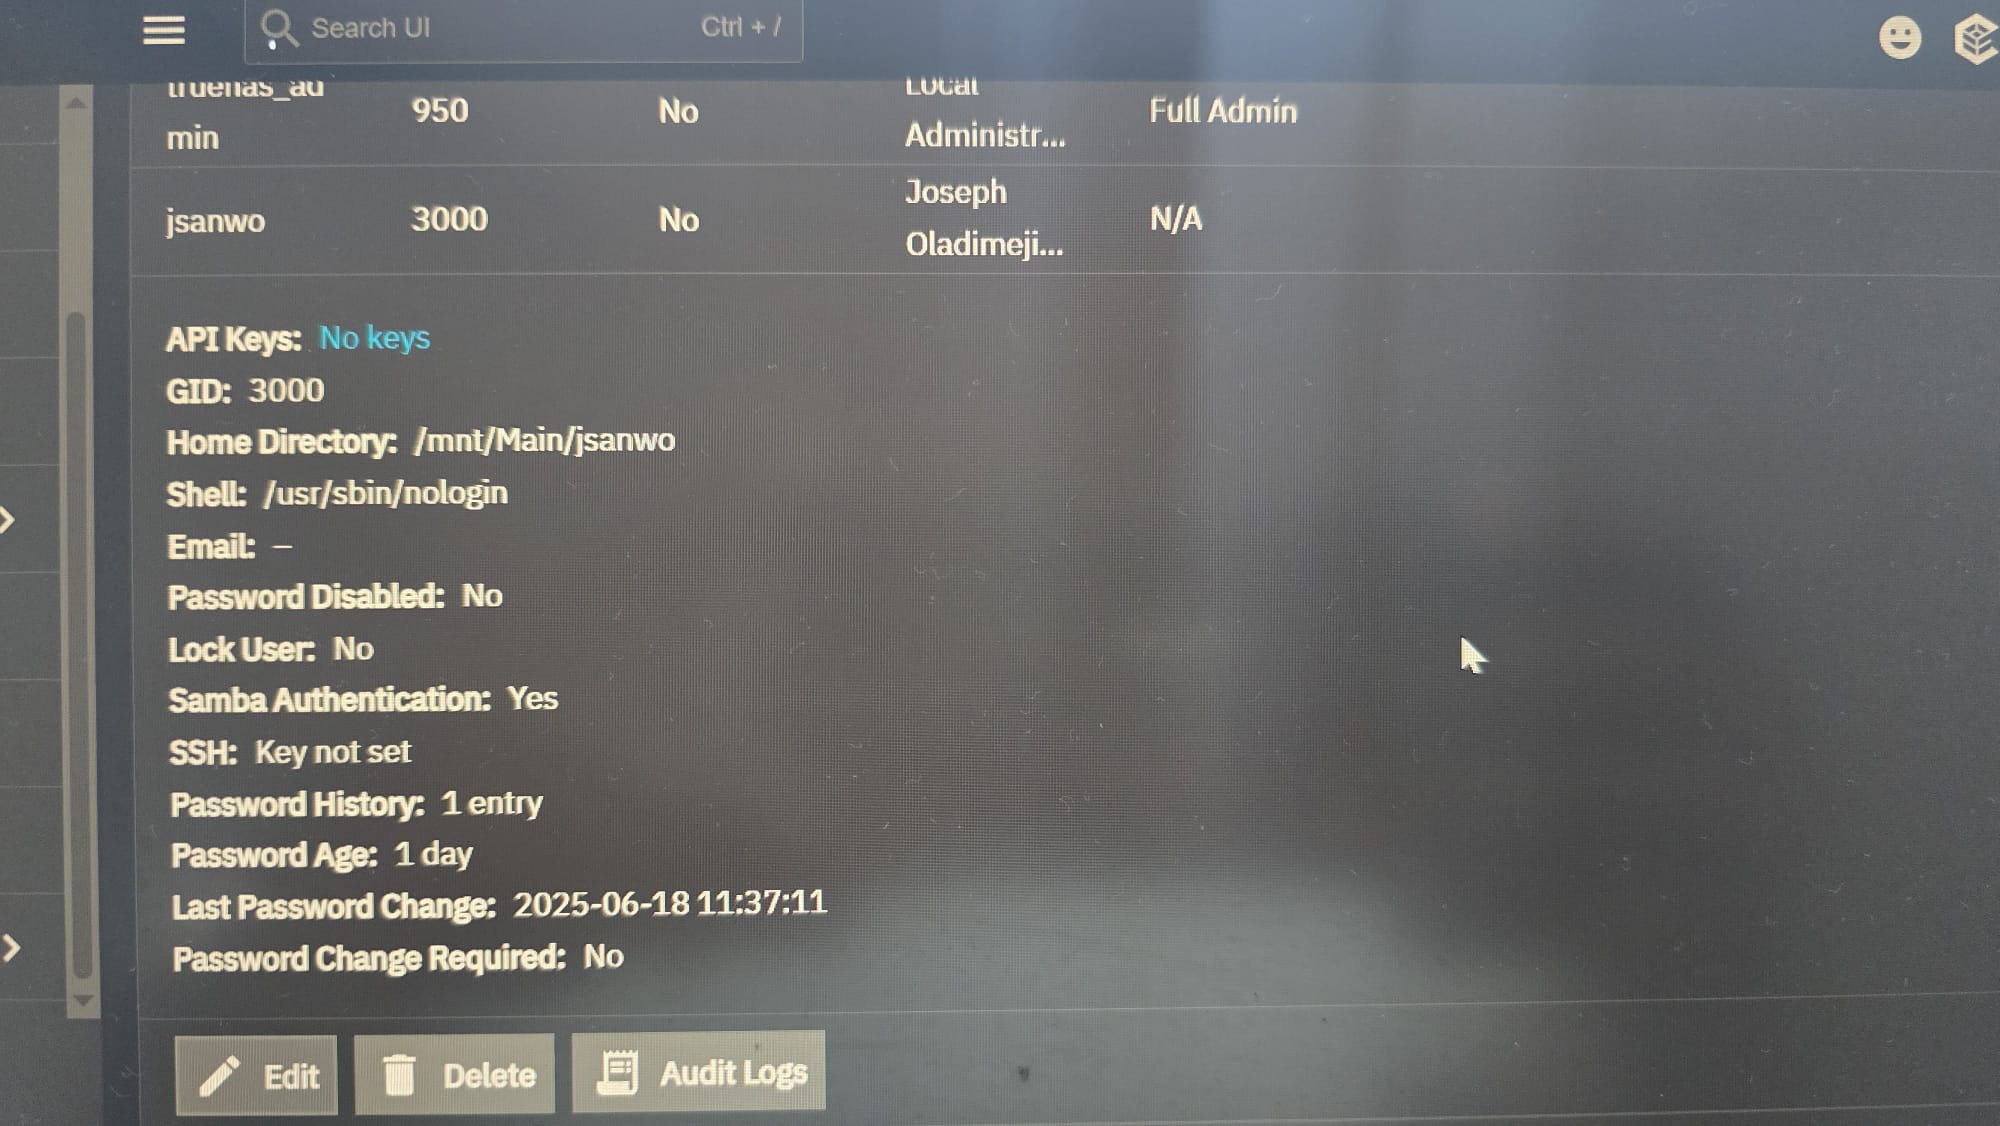 Search UI Ctrl + /
truenas_ad
min 950 No Local
Administr... Full Admin
jsanwo 3000 No Joseph
Oladimeji... N/A
API Keys: No keys
GID: 3000
Home Directory: /mnt/Main/jsanwo
Shell: /usr/sbin/nologin
Email: –
Password Disabled: No
Lock User: No
Samba Authentication: Yes
SSH: Key not set
Password History: 1 entry
Password Age: 1 day
Last Password Change: 2025-06-18 11:37:11
Password Change Required: No
Edit Delete Audit Logs